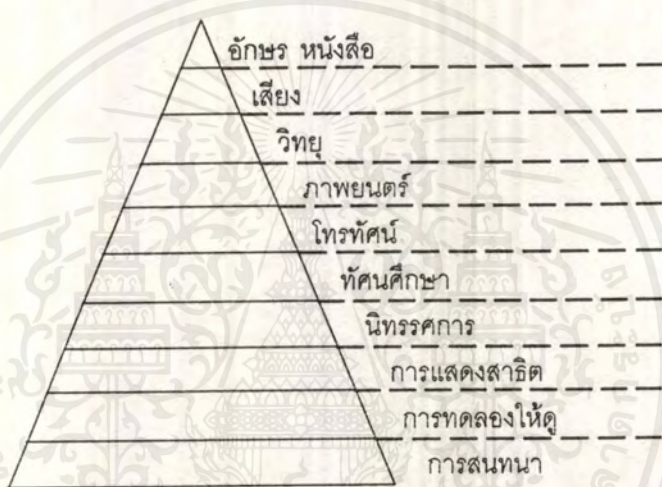 อักษร หนังสือ
เสียง
วิทยุ
ภาพยนตร์
โทรทัศน์
ทัศนศึกษา
นิทรรศการ
การแสดงสาธิต
การทดลองให้ดู
การสนทนา